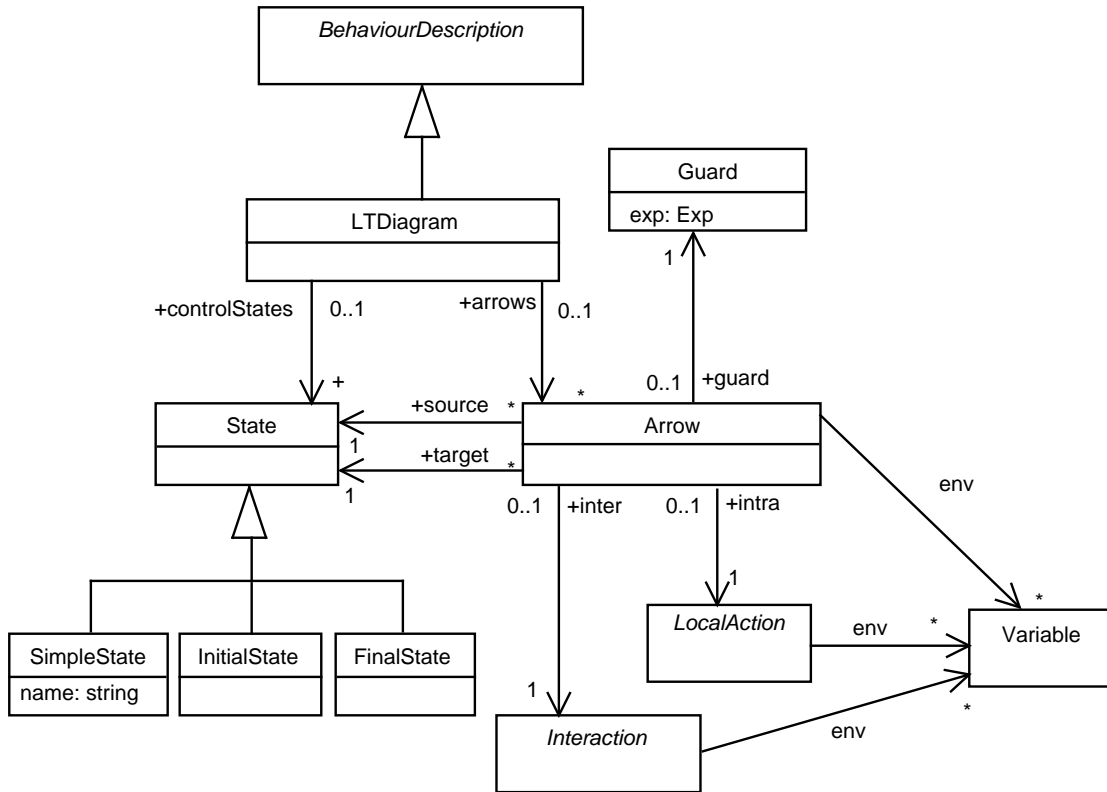 BehaviourDescription
Guard
exp: Exp
LTDiagram
1
+controlStates
0..1
+arrows
0..1
+
*
0..1
+guard
State
+source
*
Arrow
1
+target
*
1
0..1
+inter
0..1
+intra
env
1
*
LocalAction
env
*
Variable
SimpleState
InitialState
FinalState
name: string
1
*
Interaction
env